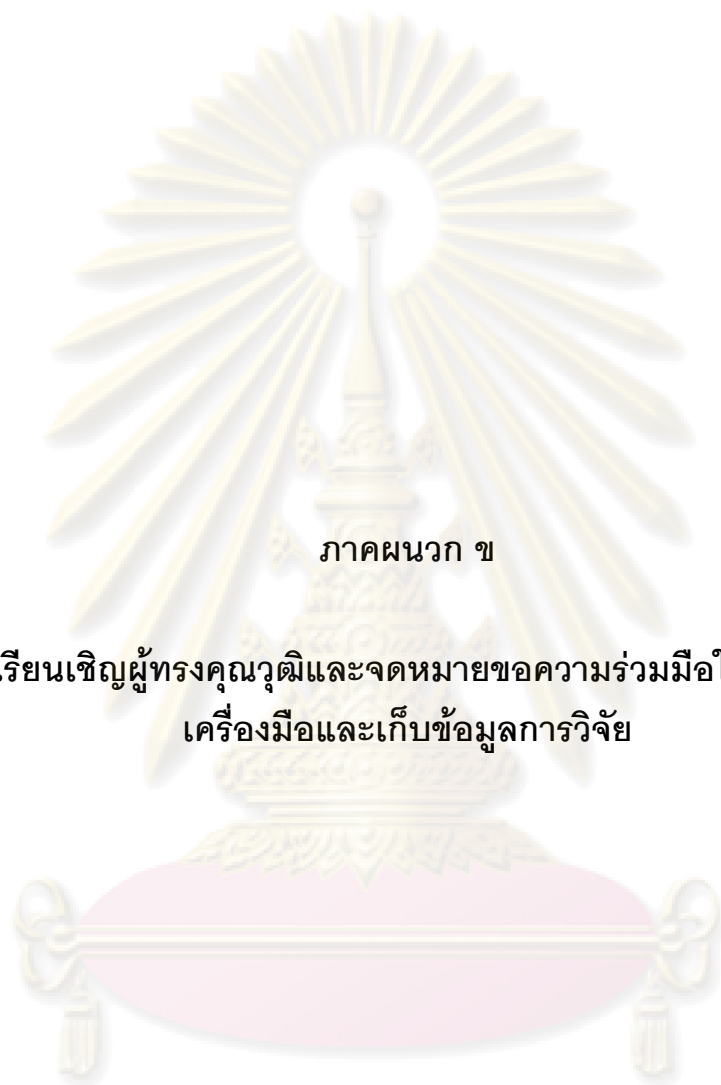 ภาคผนวก ข
เรียนเชิญผู้ทรงคุณวุฒิและจดหมายขอความร่วมมือ
เครื่องมือและเก็บข้อมูลการวิจัย